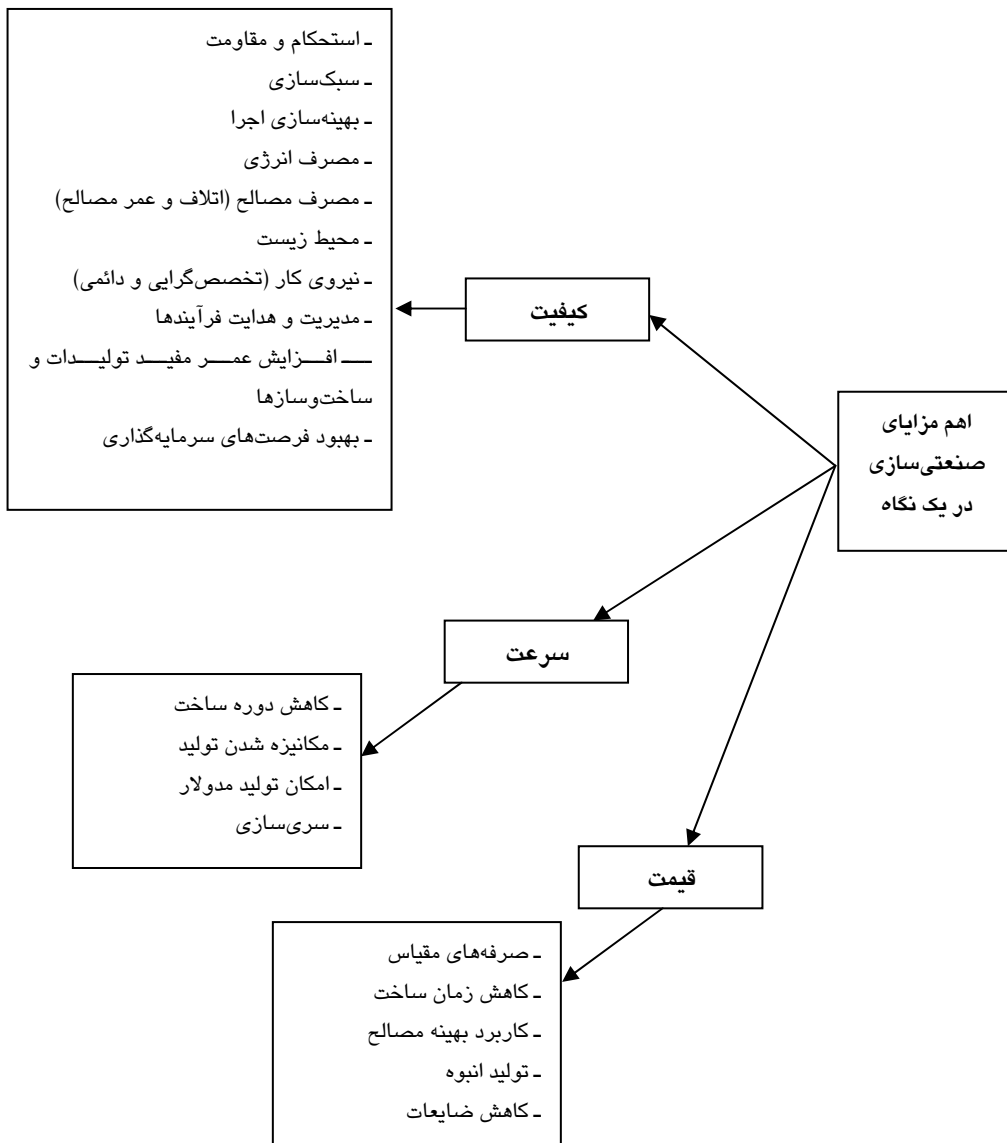 اهم مزایای
صنعتی‌سازی
در یک نگاه
کیفیت
ـ استحکام و مقاومت
ـ سبک‌سازی
ـ بهینه‌سازی اجرا
ـ مصرف انرژی
ـ مصرف مصالح (اتلاف و عمر مصالح)
ـ محیط زیست
ـ نیروی کار (تخصص‌گرایی و دائمی)
ـ مدیریت و هدایت فرآیندها
ـ افزایش عمر مفید تولیدات و
ساخت‌وسازها
ـ بهبود فرصت‌های سرمایه‌گذاری
سرعت
ـ کاهش دوره ساخت
ـ مکانیزه شدن تولید
ـ امکان تولید مدولار
ـ سری‌سازی
قیمت
ـ صرفه‌های مقیاس
ـ کاهش زمان ساخت
ـ کاربرد بهینه مصالح
ـ تولید انبوه
ـ کاهش ضایعات